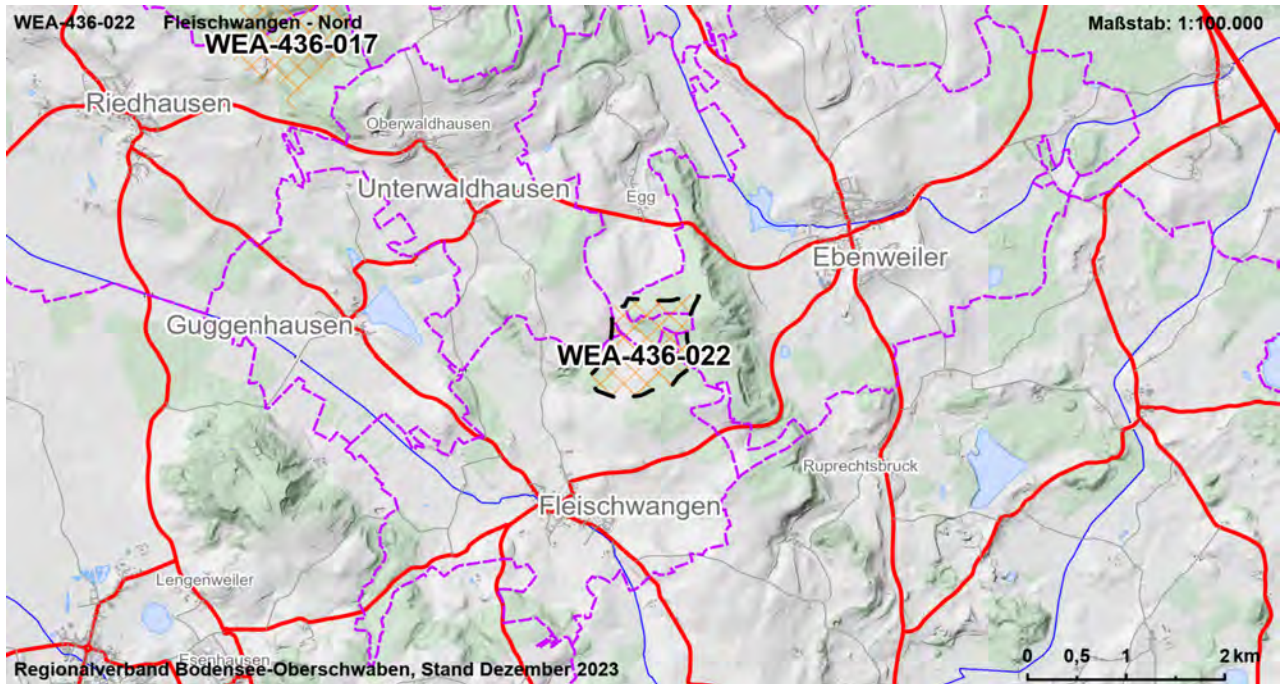 WEA-436-022 Fleischwangen - Nord
Maßstab: 1:100.000
WEA-436-017
Riedhausen
Oberwaldhausen
Unterwaldhausen
Egg
Ebenweiler
Guggenhausen
WEA-436-022
Ruprechtsbruck
Fleischwangen
Lengenweiler
Esenhausen
Regionalverband Bodensee-Oberschwaben, Stand Dezember 2023
0 0,5 1 2 km